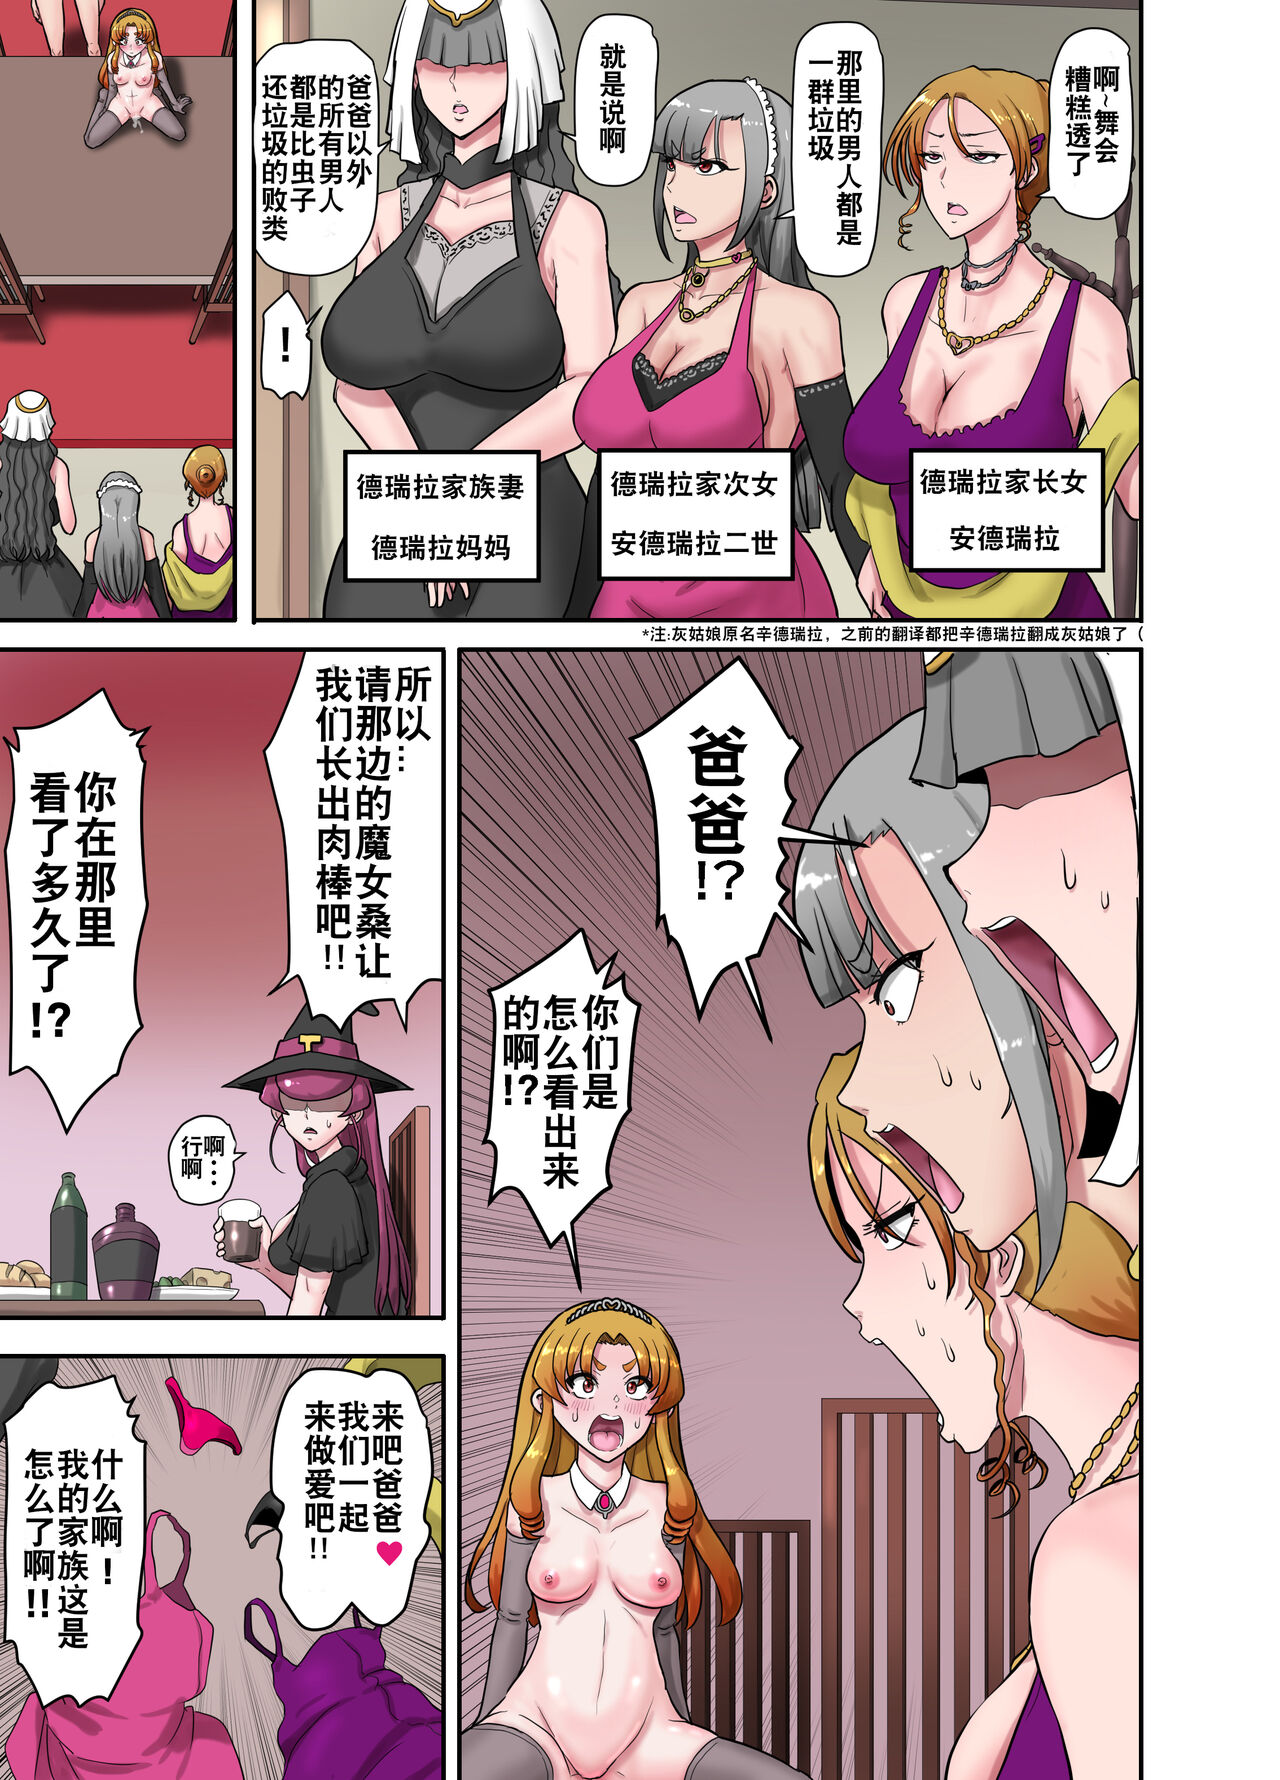 啊~舞会
糟糕透了
那里的男人都是
一群垃圾
就是说啊
爸爸以外
的所有男人
都是比虫子
还垃圾的败类
！
德瑞拉家长女
安德瑞拉
德瑞拉家次女
安德瑞拉二世
德瑞拉家族妻
德瑞拉妈妈
*注:灰姑娘原名辛德瑞拉，之前的翻译都把辛德瑞拉翻成灰姑娘了（
爸爸!?
你们是
怎么看出来
的啊!?
所以…
请那边的魔女桑让
我们长出肉棒吧!!
你在那里
看了多久了!?
啊…
行啊
来吧爸爸♥
我们一起
来做爱吧!!
什么啊！
我的家族这是
怎么了啊!!